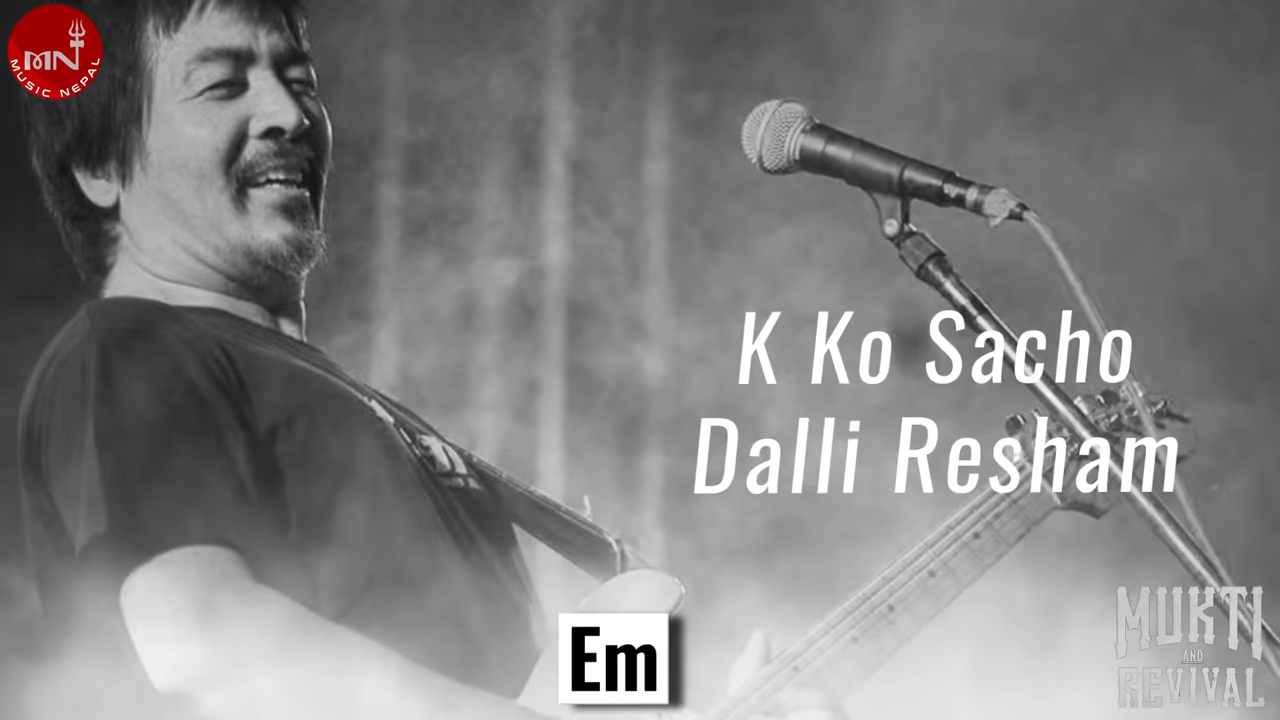 MN
MUSIC NEPAL
K Ko Sacho
Dalli Resham
Em
MUKTI
AND
REVIVAL